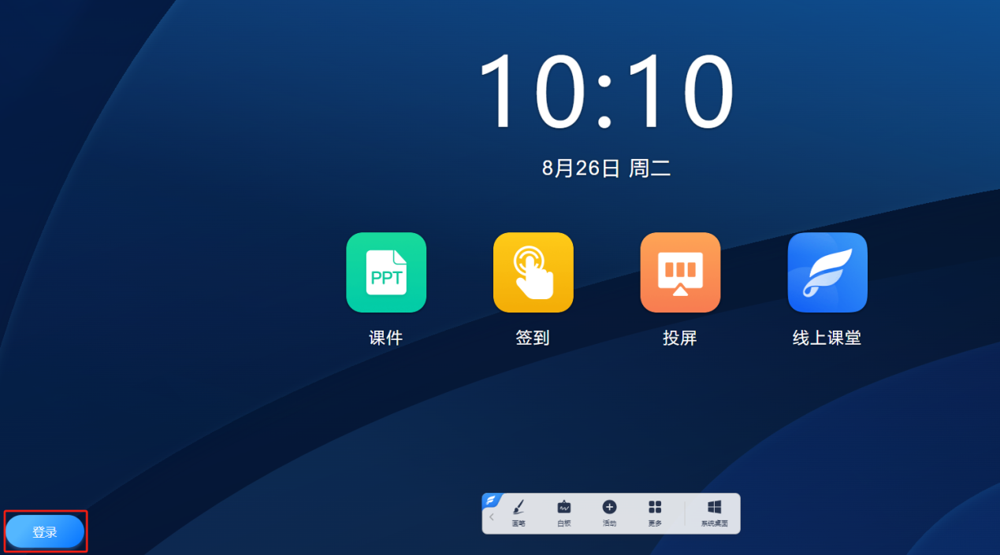 10:10
8月26日 周二
PPT
课件
签到
投屏
线上课堂
画笔
白板
活动
更多
系统桌面
登录